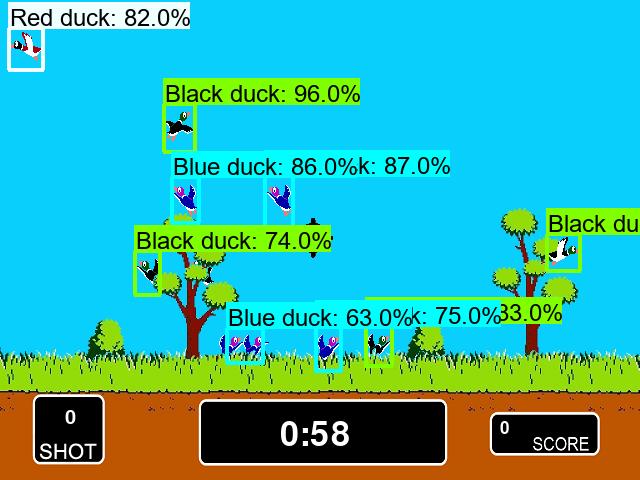 Red duck: 82.0%
Black duck: 96.0%
Blue duck: 86.0%
k: 87.0%
Black du
Black duck: 74.0%
Blue duck: 63.0%
k: 75.0%
83.0%
0
SHOT
0:58
0
SCORE